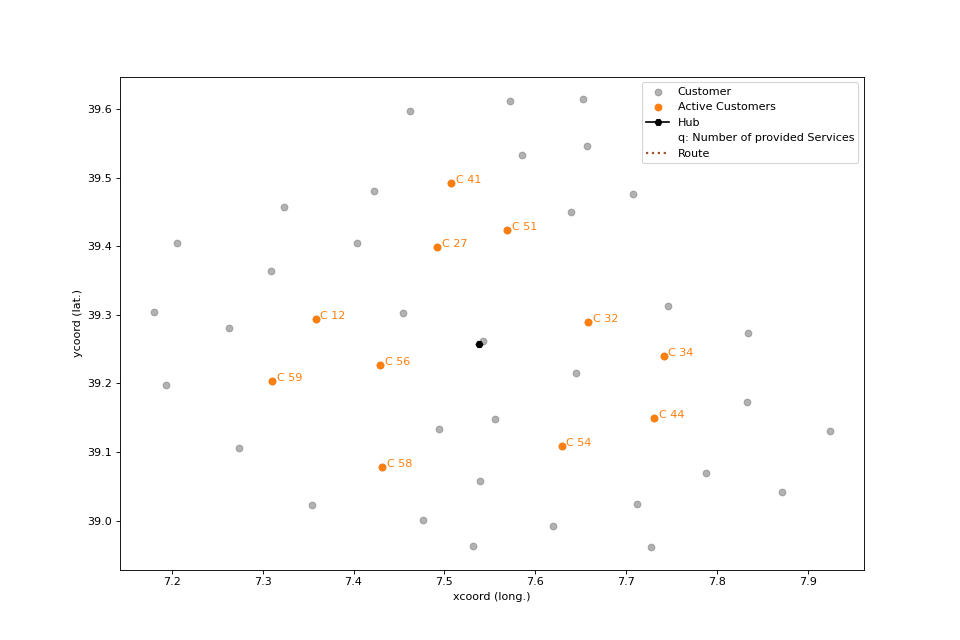 Customer
Active Customers
Hub
q: Number of provided Services
Route
39.6
39.5
39.4
39.3
39.2
39.1
39.0
ycoord (lat.)
C 41
C 51
C 27
C 12
C 32
C 34
C 56
C 59
C 44
C 54
C 58
7.2 7.3 7.4 7.5 7.6 7.7 7.8 7.9
xcoord (long.)